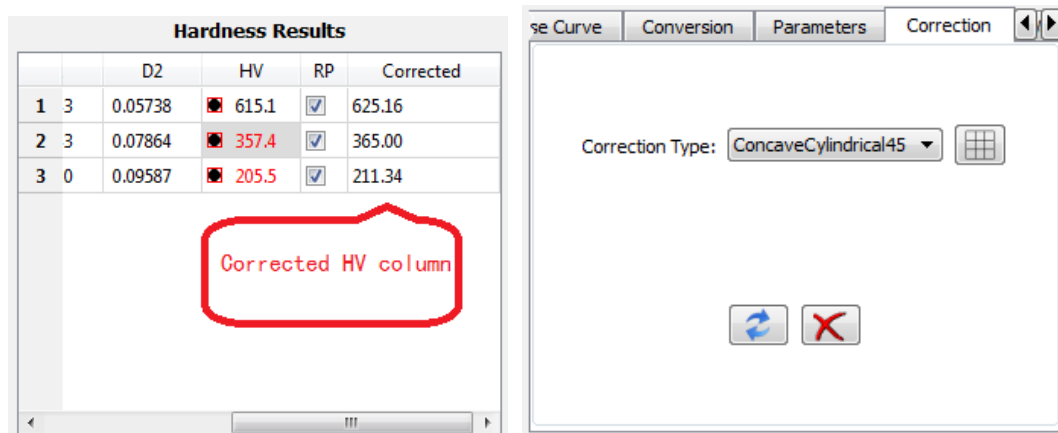 Hardness Results
D2 HV RP Corrected
1 3 0.05738 615.1 625.16
2 3 0.07864 357.4 365.00
3 0 0.09587 205.5 211.34
Corrected HV column
se Curve Conversion Parameters Correction
Correction Type: ConcaveCylindrical45